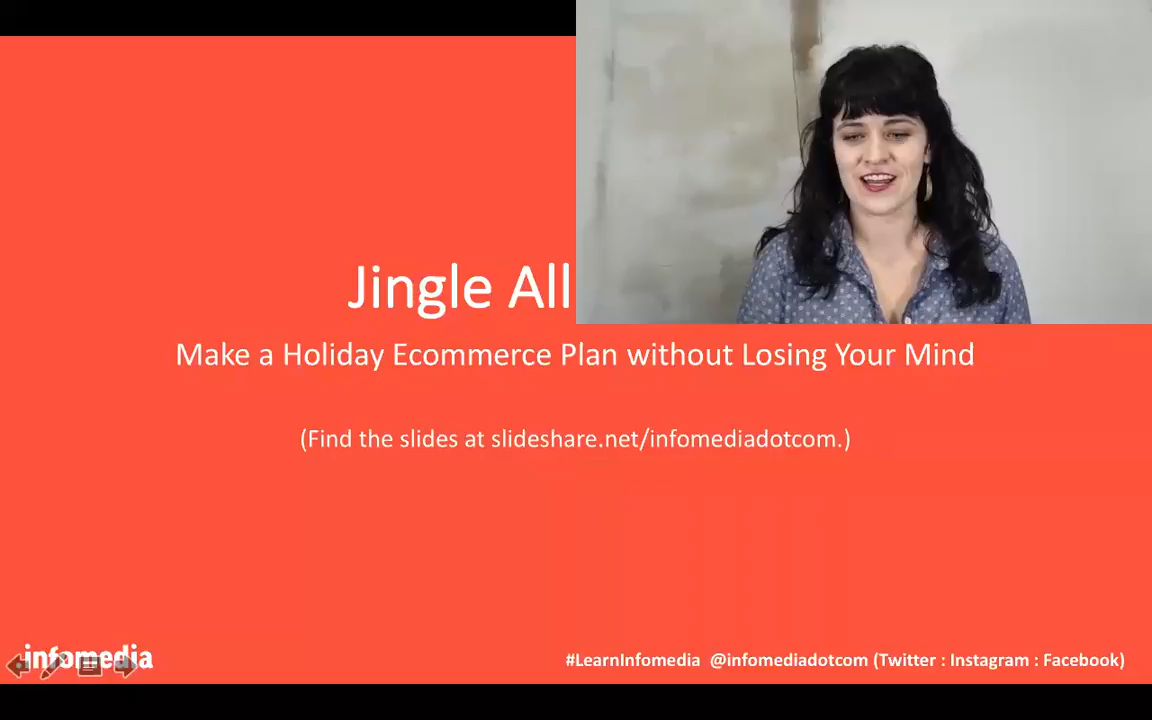 Jingle All
Make a Holiday Ecommerce Plan without Losing Your Mind
(Find the slides at slideshare.net/infomediadotcom.)
infomedia
#LearnInfomedia @infomediadotcom (Twitter : Instagram : Facebook)